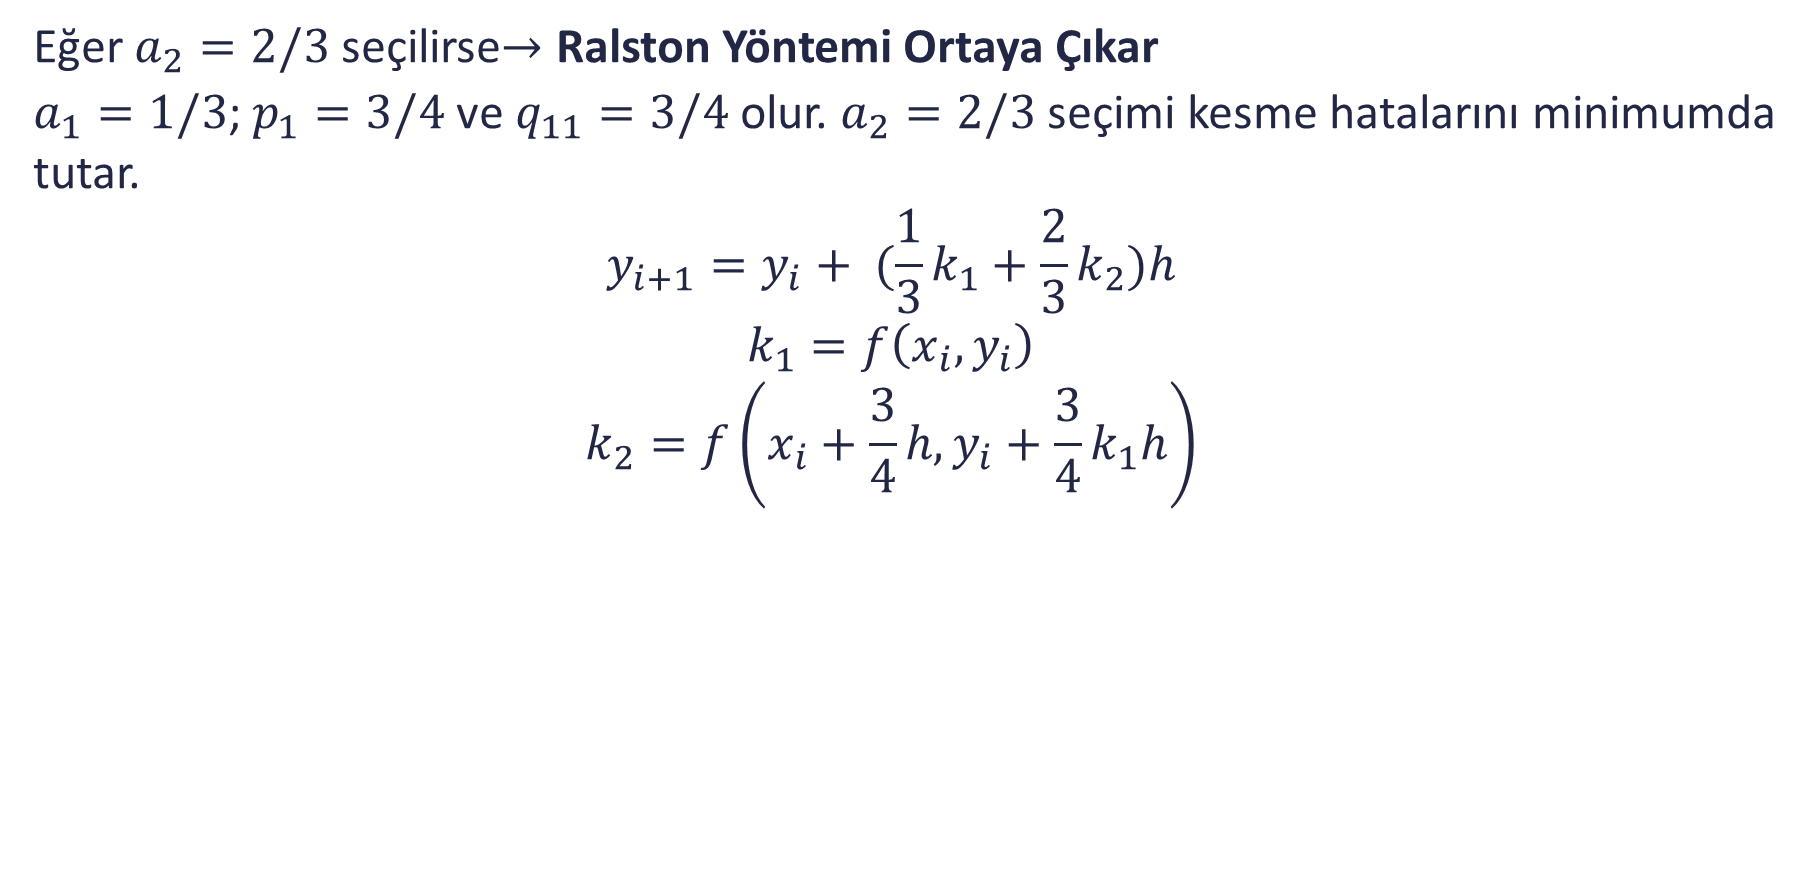 Eğer a₂ = 2/3 seçilirse→ Ralston Yöntemi Ortaya Çıkar
a₁ = 1/3; p₁ = 3/4 ve q₁₁ = 3/4 olur. a₂ = 2/3 seçimi kesme hatalarını minimumda
tutar.
yᵢ₊₁ = yᵢ + (1/3 k₁ + 2/3 k₂)h
k₁ = f(xᵢ, yᵢ)
k₂ = f(xᵢ + 3/4 h, yᵢ + 3/4 k₁h)